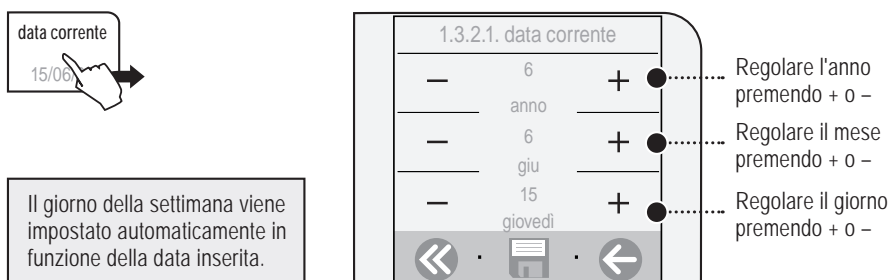 data corrente
15/06/
1.3.2.1. data corrente
− 6 +
anno
− 6 +
giu
− 15 +
giovedì
Regolare l'anno
premendo + o –
Regolare il mese
premendo + o –
Regolare il giorno
premendo + o –
Il giorno della settimana viene
impostato automaticamente in
funzione della data inserita.